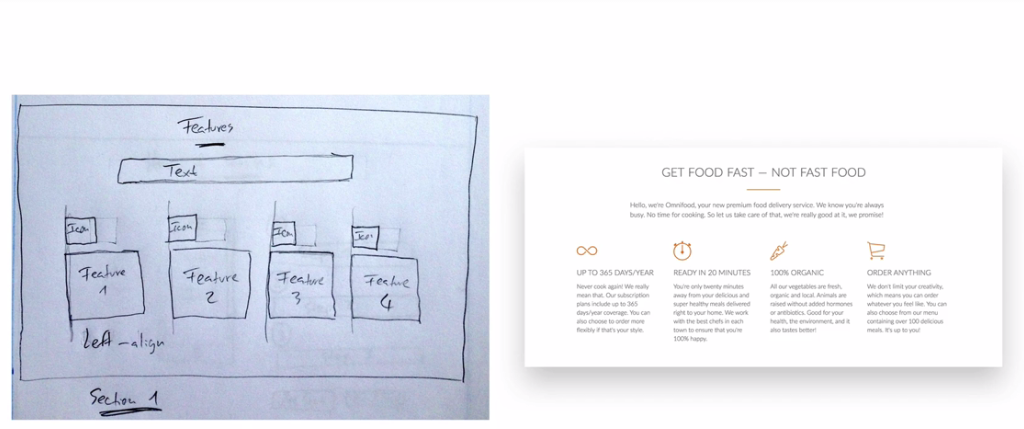 Features
Text
Icon
Icon
Icon
Icon
Feature
1
Feature
2
Feature
3
Feature
4
Left-align
Section 1
GET FOOD FAST — NOT FAST FOOD
Hello, we're Omnifood, your new premium food delivery service. We know you're always
busy. No time for cooking. So let us take care of that, we're really good at it, we promise!
UP TO 365 DAYS/YEAR
Never cook again! We really
mean that. Our subscription
plans include up to 365
days/year coverage. You can
also choose to order more
flexibly if that's your style.
READY IN 20 MINUTES
You're only twenty minutes
away from your delicious and
super healthy meals delivered
right to your home. We work
with the best chefs in each
town to ensure that you're
100% happy.
100% ORGANIC
All our vegetables are fresh,
organic and local. Animals are
raised without added hormones
or antibiotics. Good for your
health, the environment, and it
also tastes better!
ORDER ANYTHING
We don't limit your creativity,
which means you can order
whatever you feel like. You can
also choose from our menu
containing over 100 delicious
meals. It's up to you!